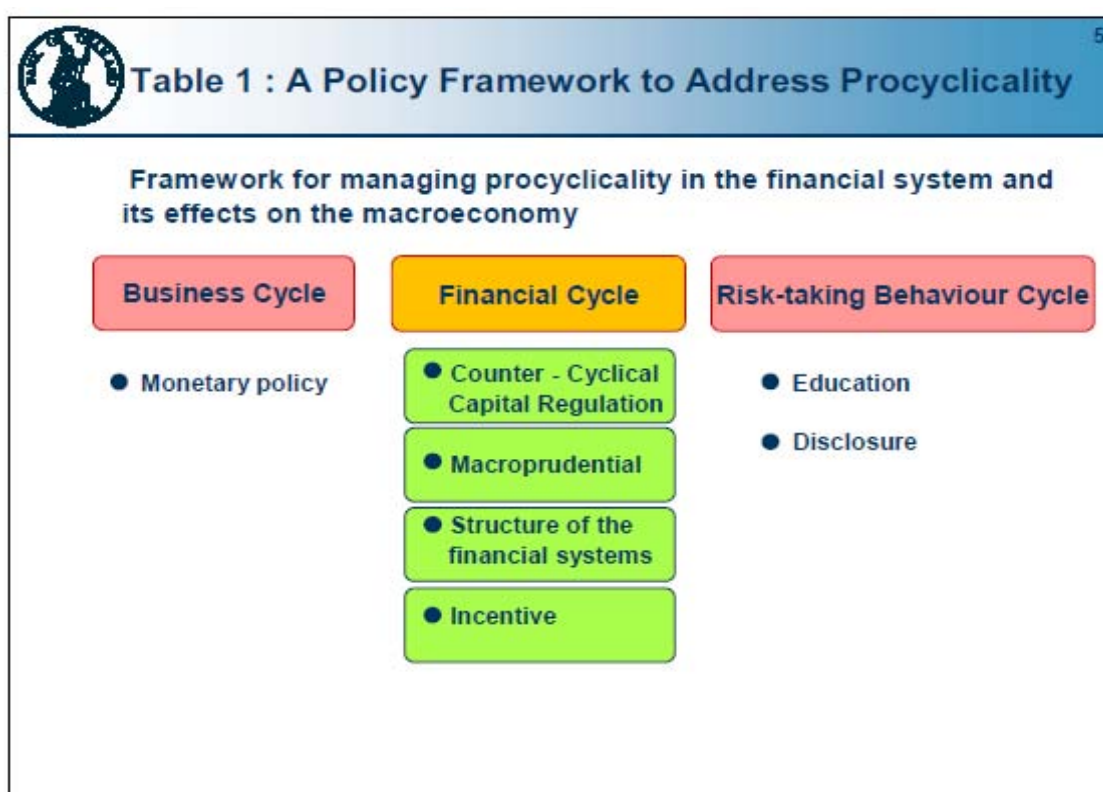 5
Table 1 : A Policy Framework to Address Procyclicality
Framework for managing procyclicality in the financial system and
its effects on the macroeconomy
Business Cycle
● Monetary policy
Financial Cycle
● Counter - Cyclical
Capital Regulation
● Macroprudential
● Structure of the
financial systems
● Incentive
Risk-taking Behaviour Cycle
● Education
● Disclosure